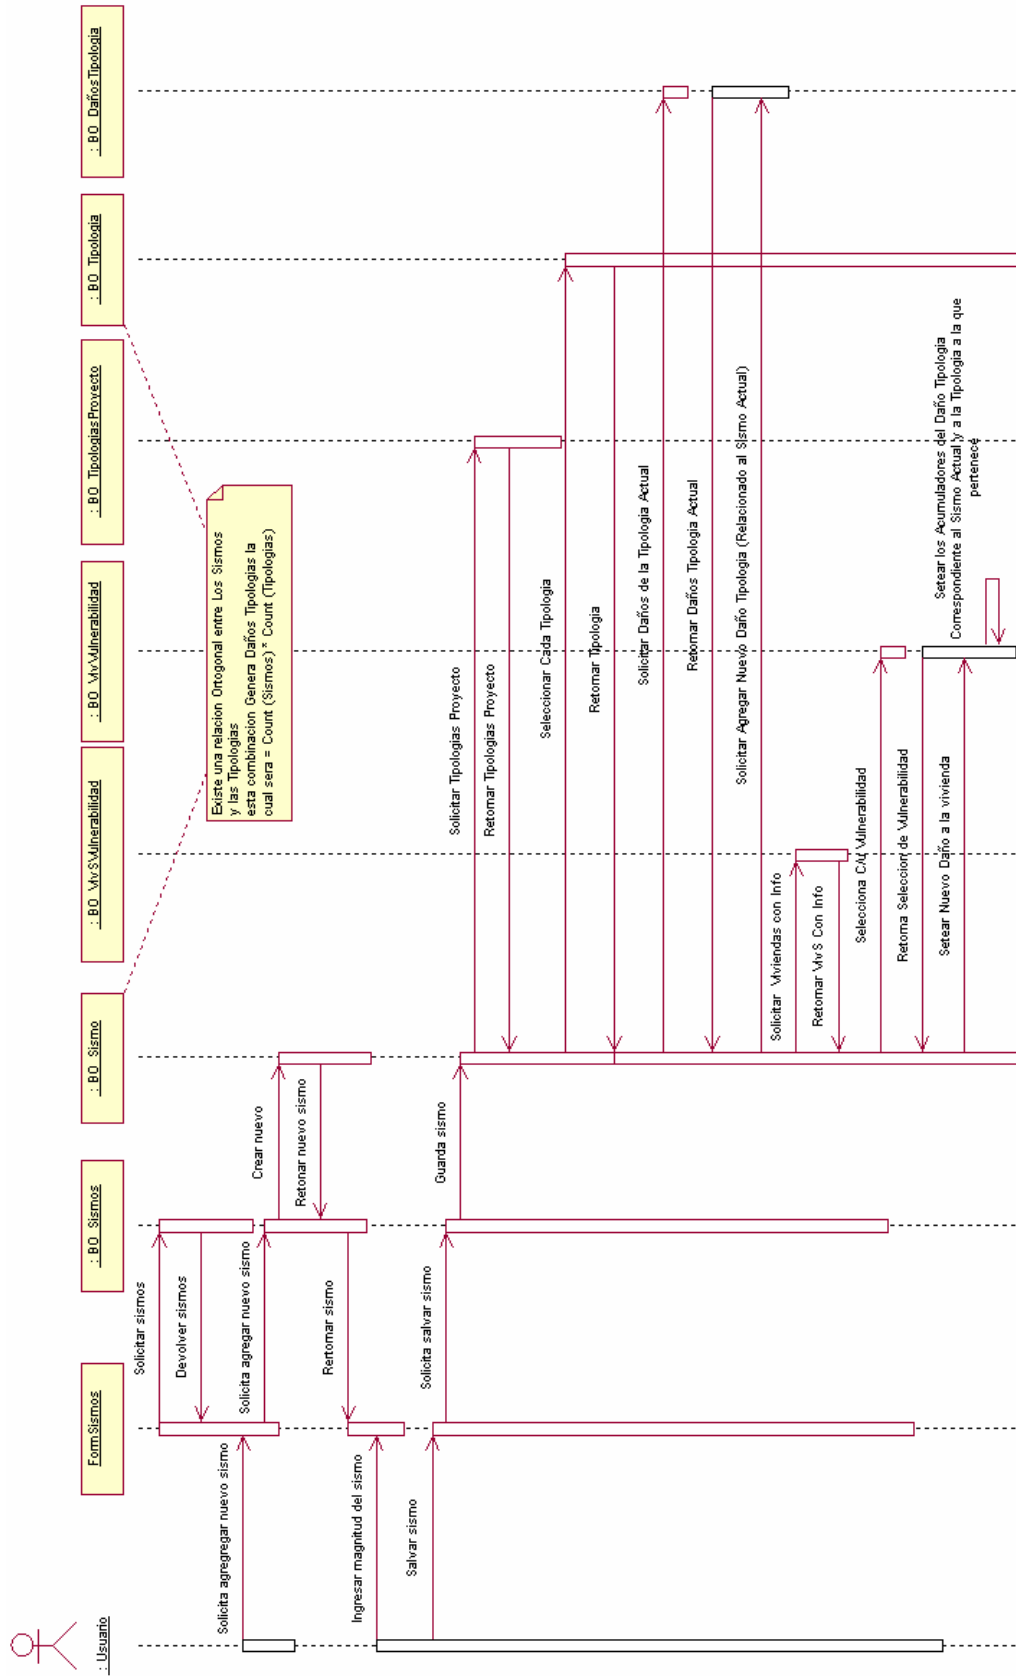 : Usuario
FormSismos
: BO_Sismos
: BO_Sismo
: BO_VivSVulnerabilidad
: BO_VivVulnerabilidad
: BO_TipologiasProyecto
: BO_Tipologia
: BO_DañosTipologia
Existe una relacion Ortogonal entre Los Sismos
y las Tipologias
esta combinacion Genera Daños Tipologias la
cual sera = Count (Sismos) * Count (Tipologias)
Solicitar sismos
Devolver sismos
Solicita agregregar nuevo sismo
Solicita agregar nuevo sismo
Crear nuevo
Retonar nuevo sismo
Rertornar sismo
Ingresar magnitud del sismo
Salvar sismo
Solicita salvar sismo
Guarda sismo
Solicitar Tipologias Proyecto
Retornar Tipologias Proyecto
Seleccionar Cada Tipologia
Retornar Tipologia
Solicitar Daños de la Tipologia Actual
Retornar Daños Tipologia Actual
Solicitar Agregar Nuevo Daño Tipologia (Relacionado al Sismo Actual)
Solicitar Viviendas con Info
Retornar VivS Con Info
Selecciona C/U Vulnerabilidad
Retorna Seleccion de Vulnerabilidad
Setear Nuevo Daño a la vivienda
Setear los Acumuladores del Daño Tipologia
Correspondiente al Sismo Actual y a la Tipologia a la que
pertenece